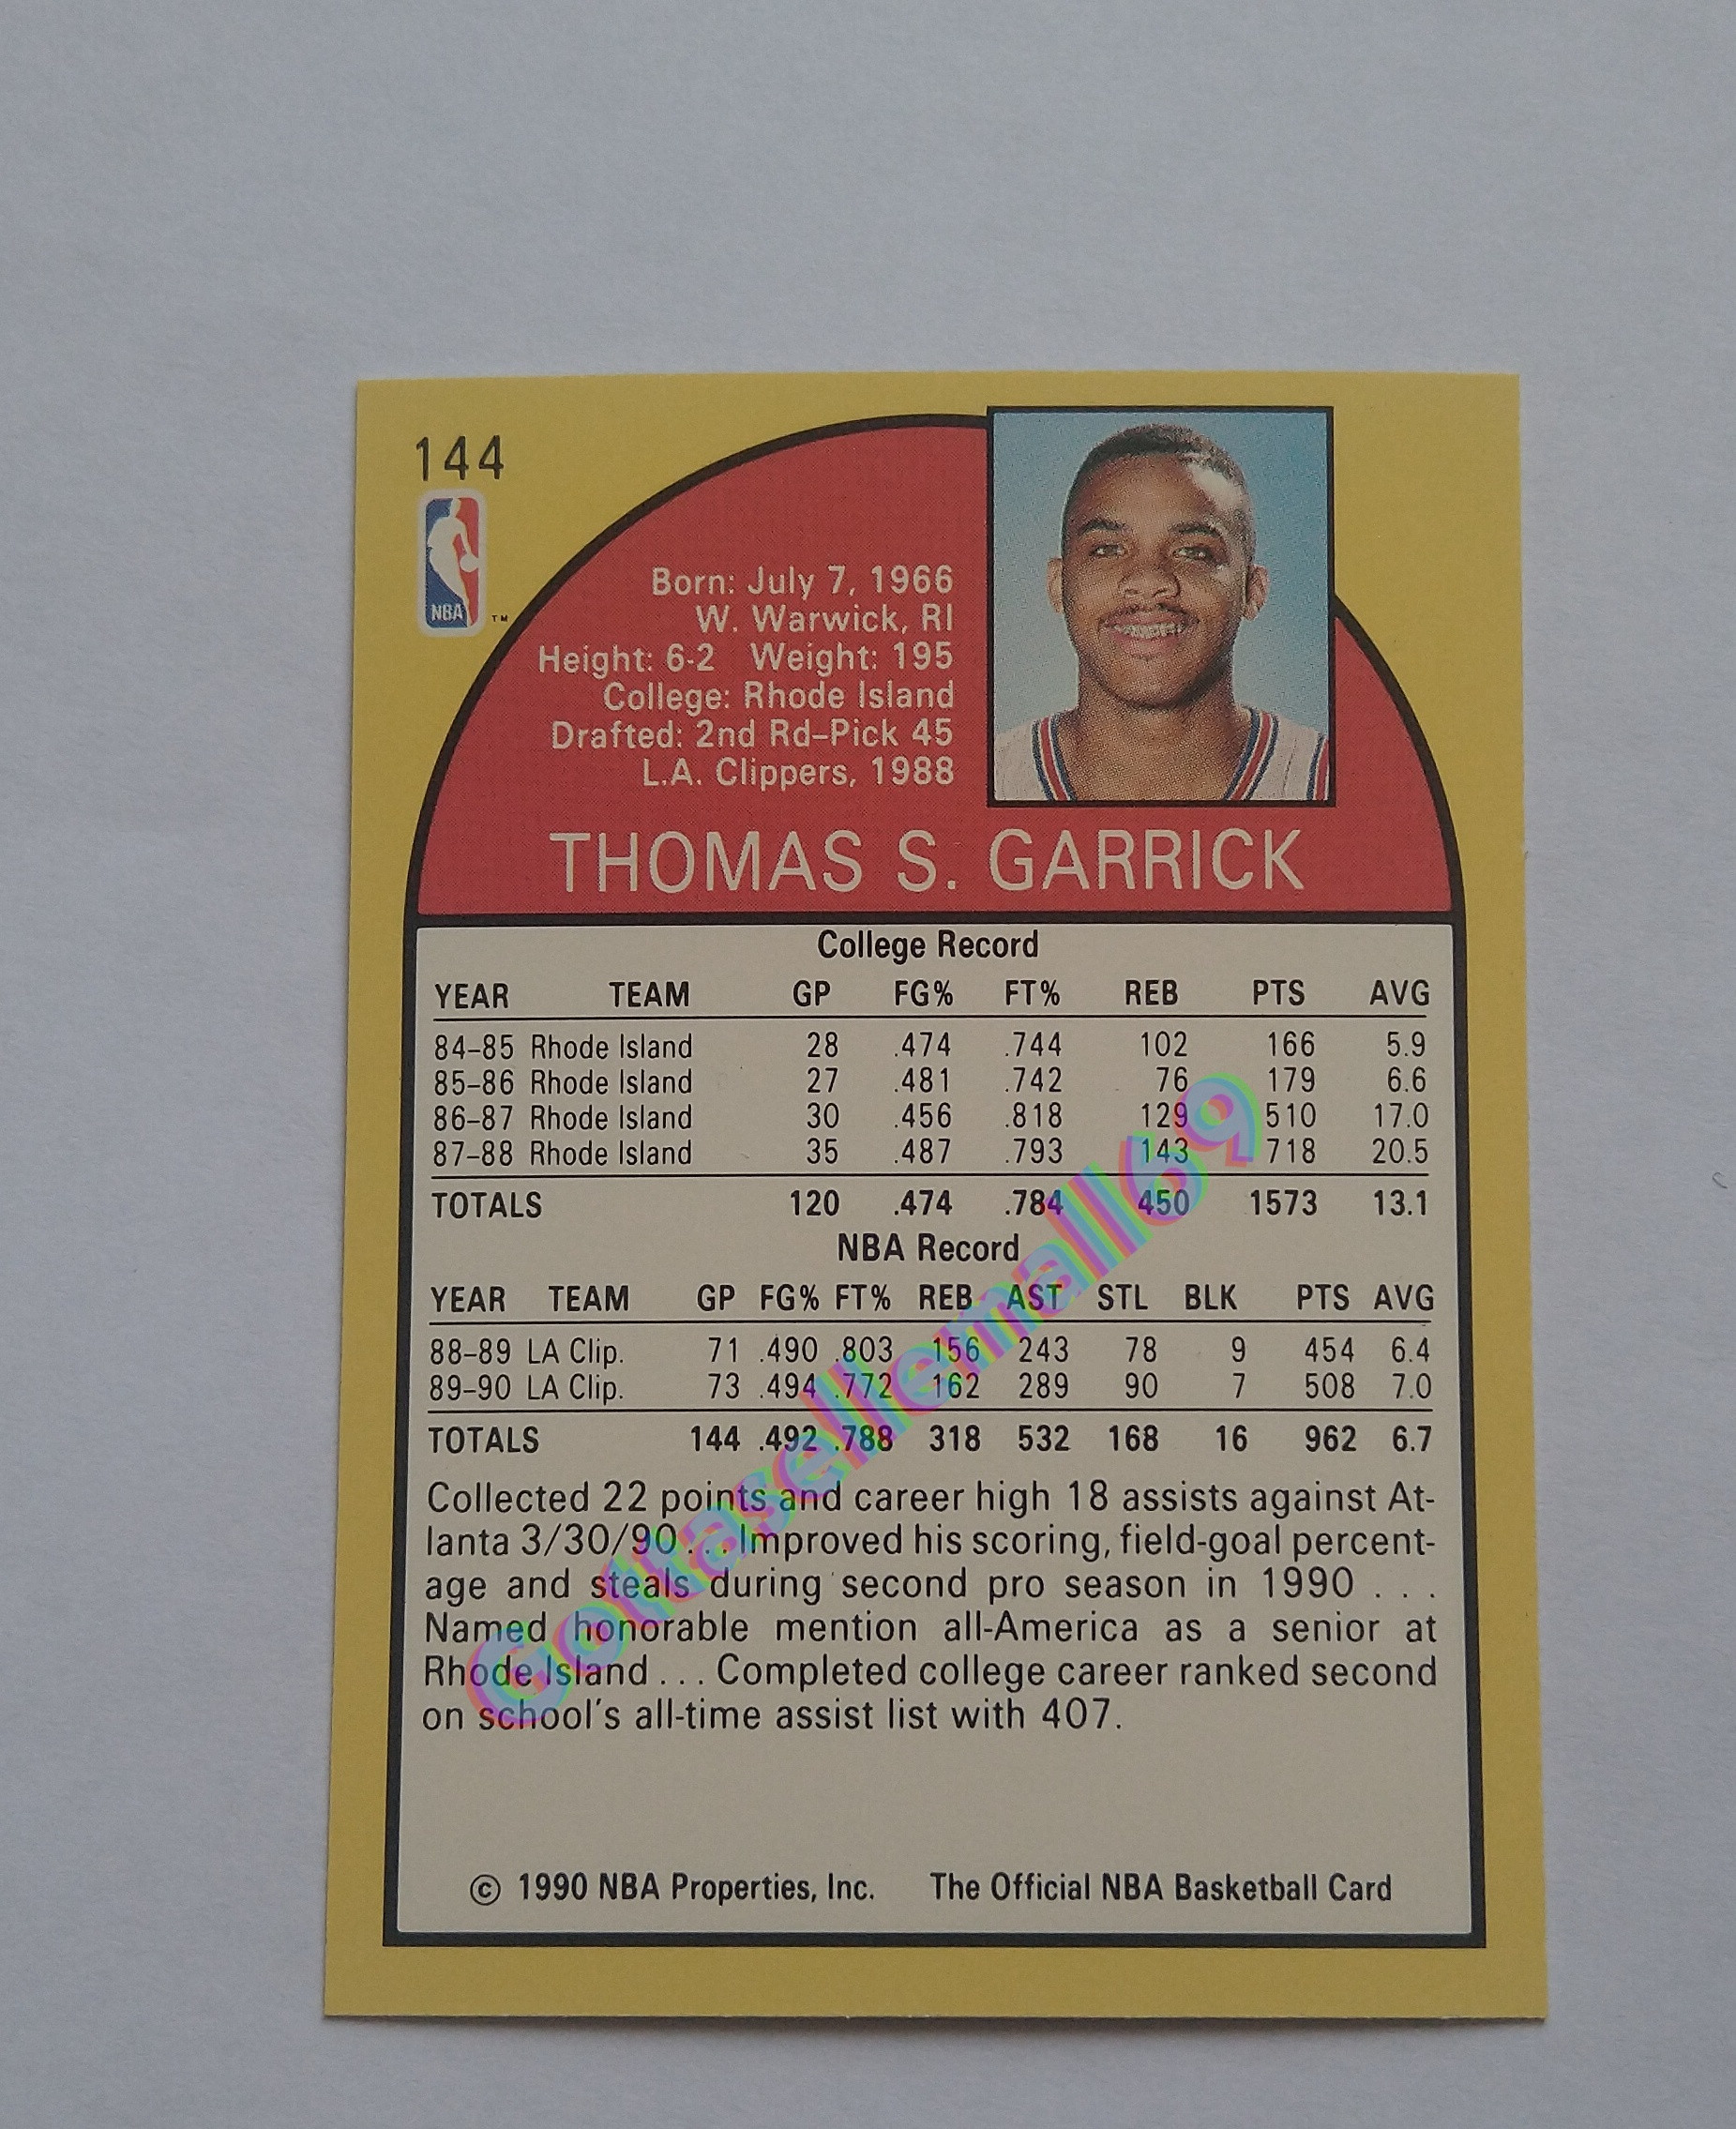 144
NBA
TM
Born: July 7, 1966
W. Warwick, RI
Height: 6-2 Weight: 195
College: Rhode Island
Drafted: 2nd Rd–Pick 45
L.A. Clippers, 1988
THOMAS S. GARRICK
College Record
YEAR TEAM GP FG% FT% REB PTS AVG
84–85 Rhode Island 28 .474 .744 102 166 5.9
85–86 Rhode Island 27 .481 .742 76 179 6.6
86–87 Rhode Island 30 .456 .818 129 510 17.0
87–88 Rhode Island 35 .487 .793 143 718 20.5
TOTALS 120 .474 .784 450 1573 13.1
NBA Record
YEAR TEAM GP FG% FT% REB AST STL BLK PTS AVG
88–89 LA Clip. 71 .490 .803 156 243 78 9 454 6.4
89–90 LA Clip. 73 .494 .772 162 289 90 7 508 7.0
TOTALS 144 .492 .788 318 532 168 16 962 6.7
Collected 22 points and career high 18 assists against At-
lanta 3/30/90 . . . Improved his scoring, field-goal percent-
age and steals during second pro season in 1990 . . .
Named honorable mention all-America as a senior at
Rhode Island . . . Completed college career ranked second
on school's all-time assist list with 407.
© 1990 NBA Properties, Inc. The Official NBA Basketball Card
Gottasellemall69